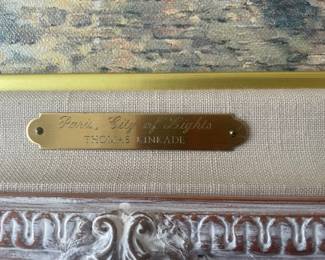 Paris, City of Lights
THOMAS KINKADE